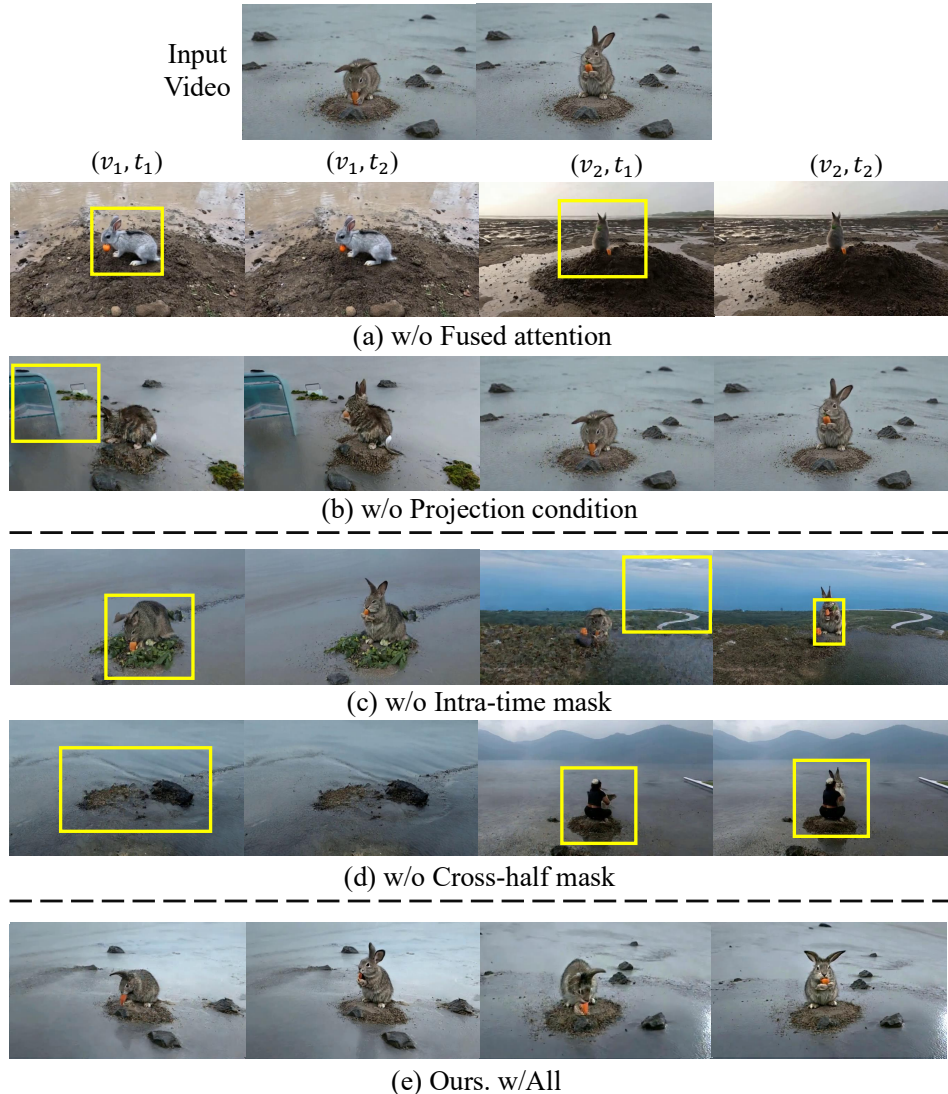 Input
Video
(v₁, t₁) (v₁, t₂) (v₂, t₁) (v₂, t₂)
(a) w/o Fused attention
(b) w/o Projection condition
(c) w/o Intra-time mask
(d) w/o Cross-half mask
(e) Ours. w/All